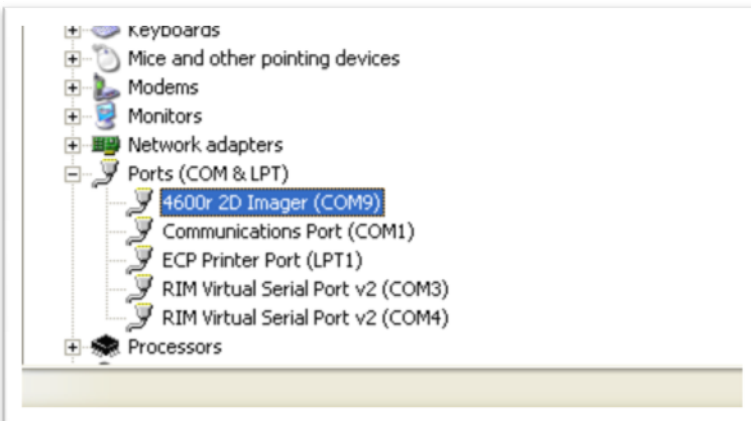 Keyboards
Mice and other pointing devices
Modems
Monitors
Network adapters
Ports (COM & LPT)
4600r 2D Imager (COM9)
Communications Port (COM1)
ECP Printer Port (LPT1)
RIM Virtual Serial Port v2 (COM3)
RIM Virtual Serial Port v2 (COM4)
Processors